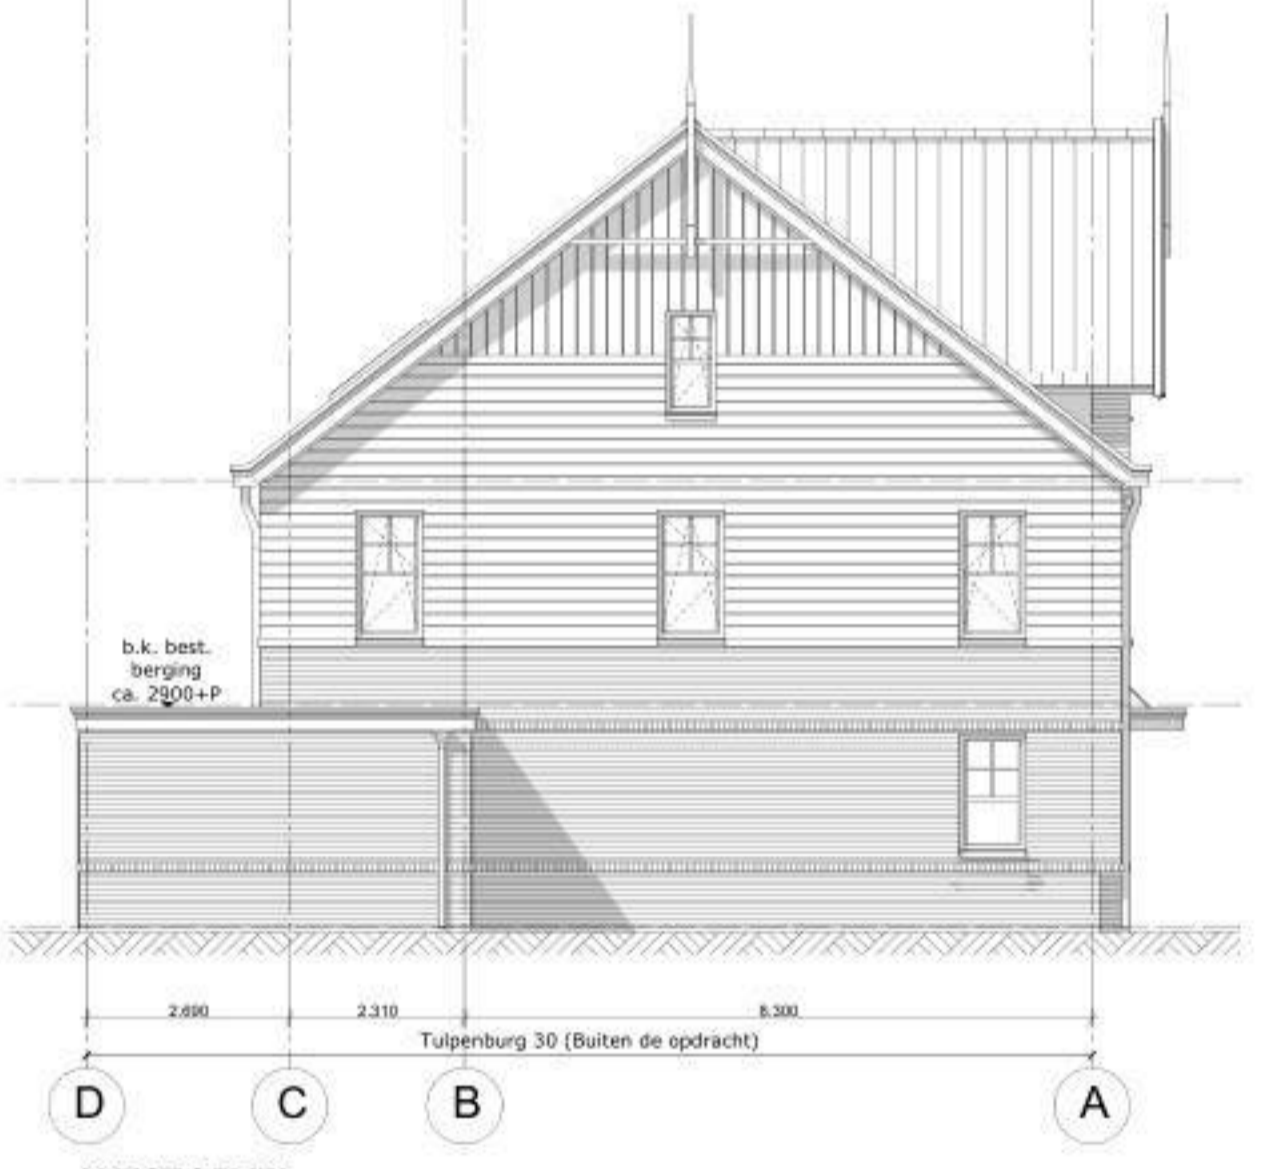 b.k. best.
berging
ca. 2900+P
2.690 2.310 8.300
Tulpenburg 30 (Buiten de opdracht)
D C B A